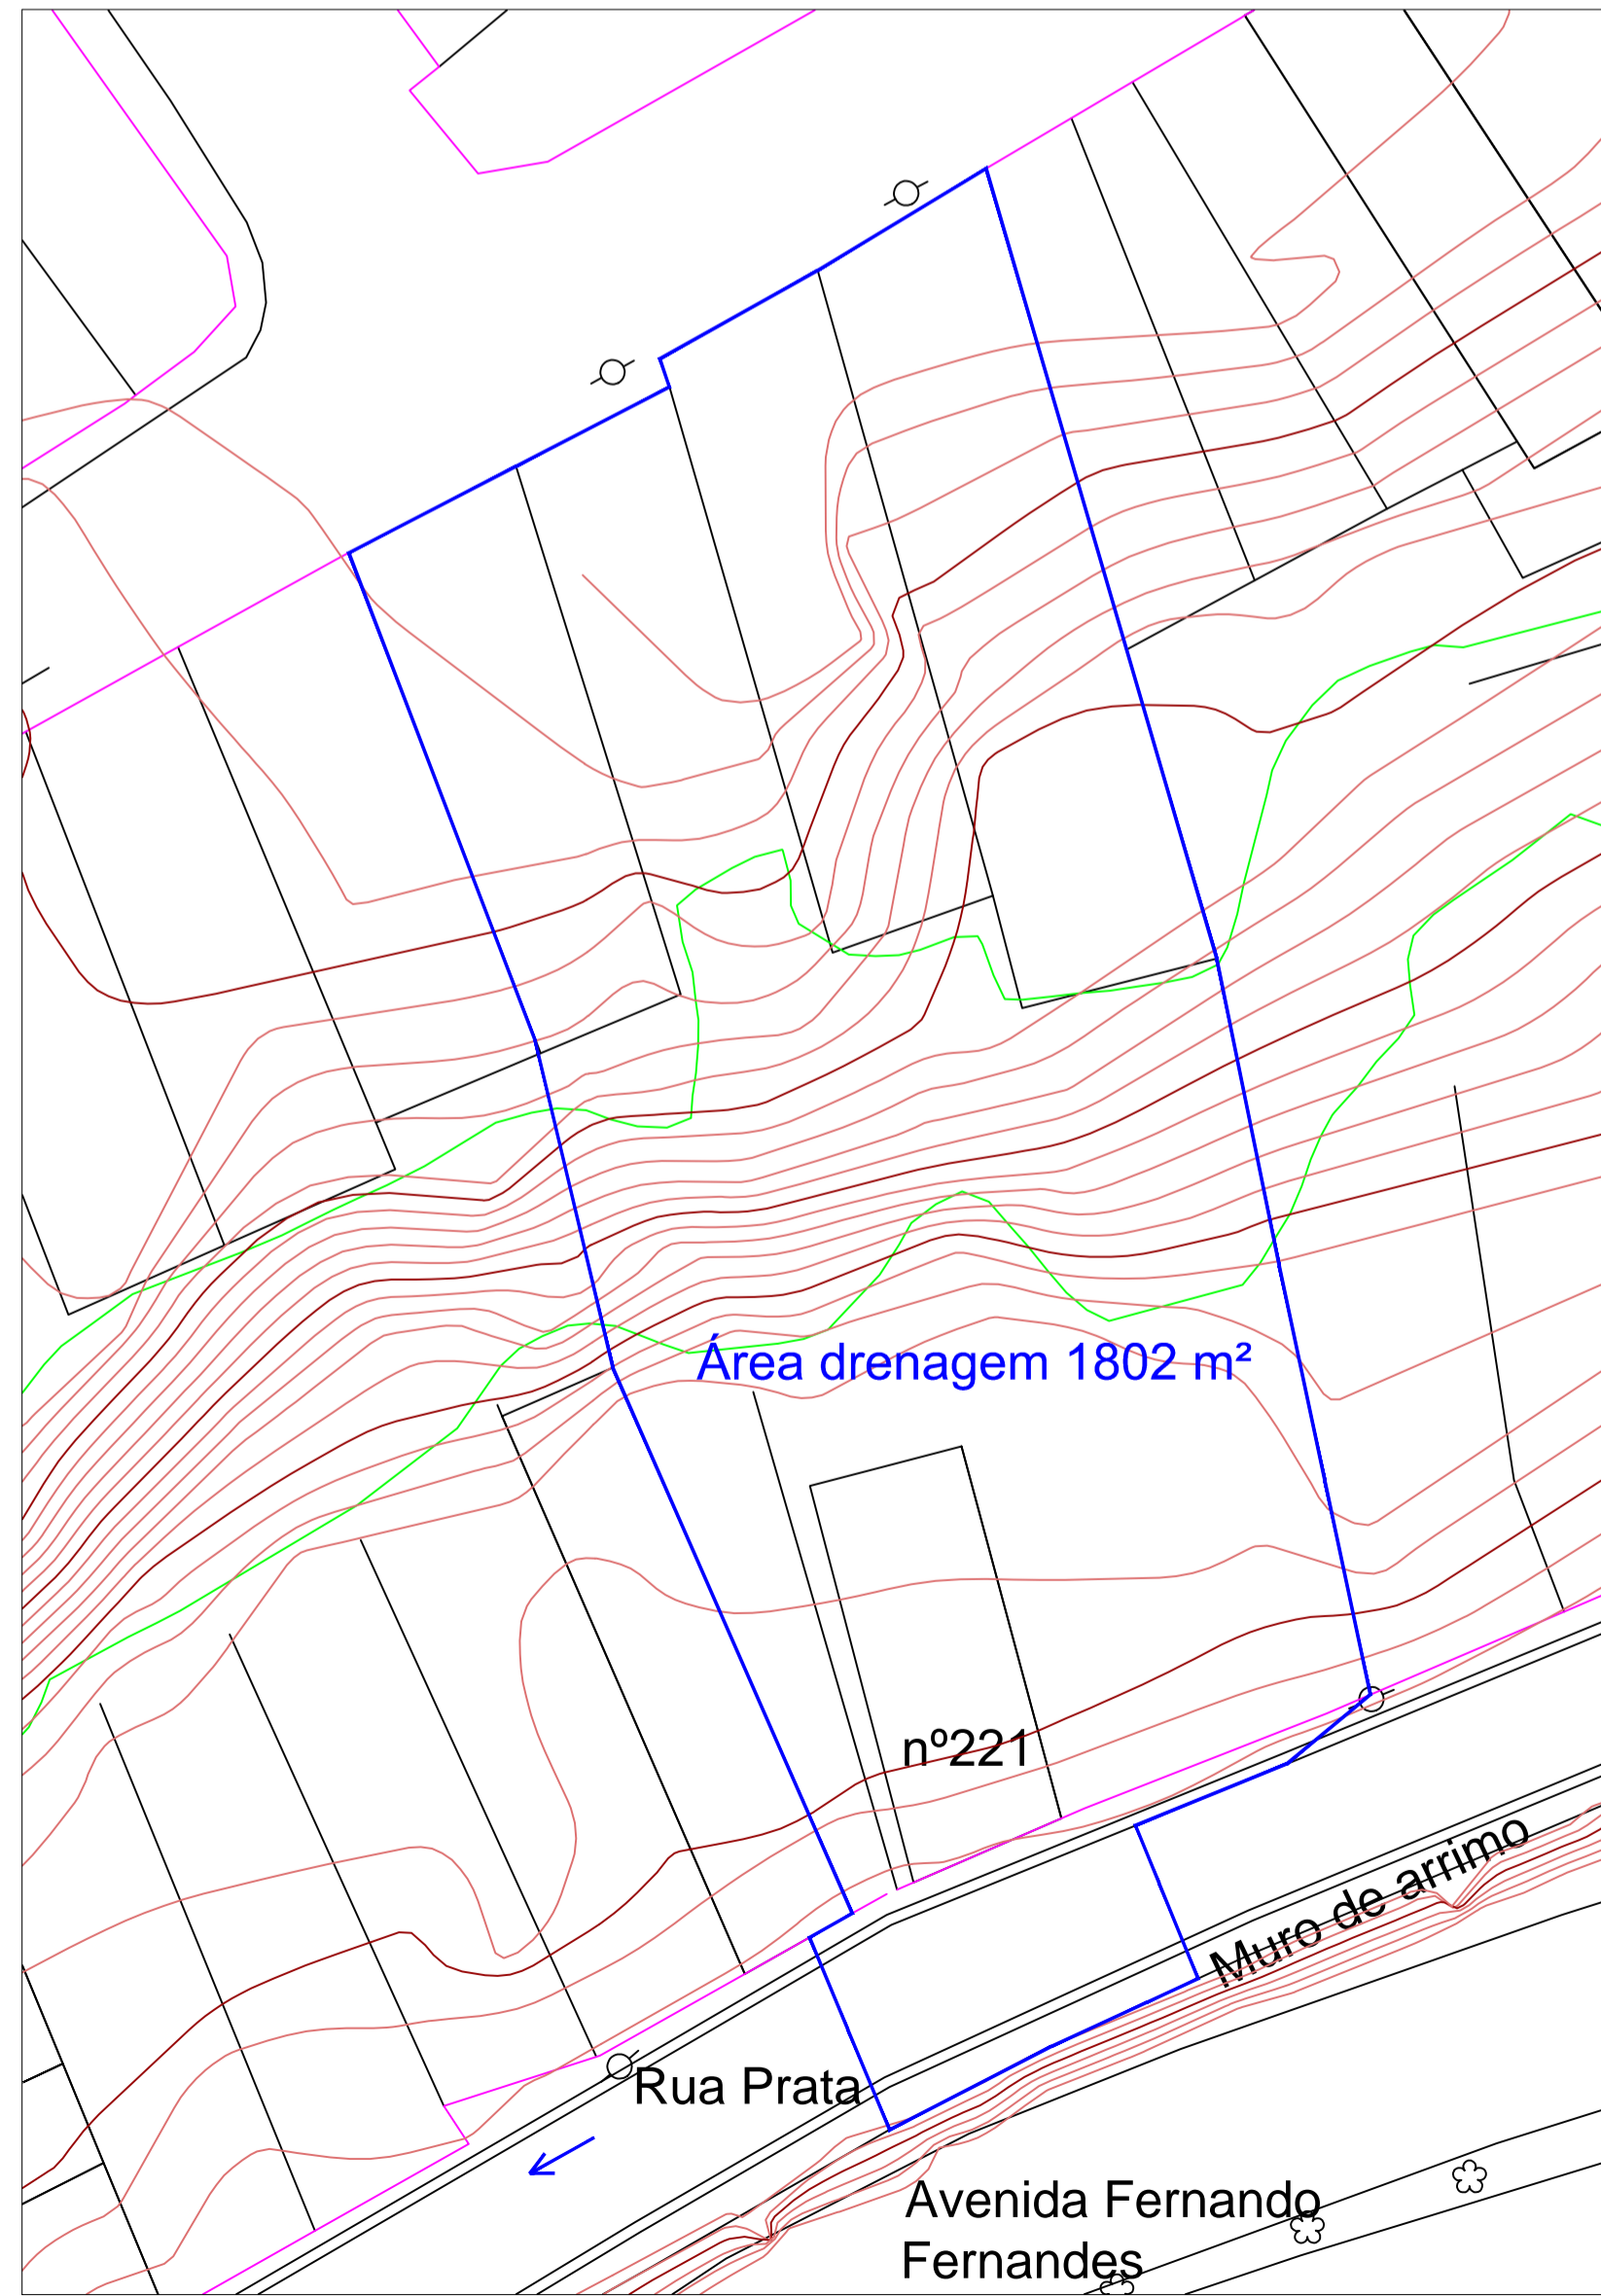 Área drenagem 1802 m²
nº221
Muro de arrimo
Rua Prata
Avenida Fernando
Fernandes